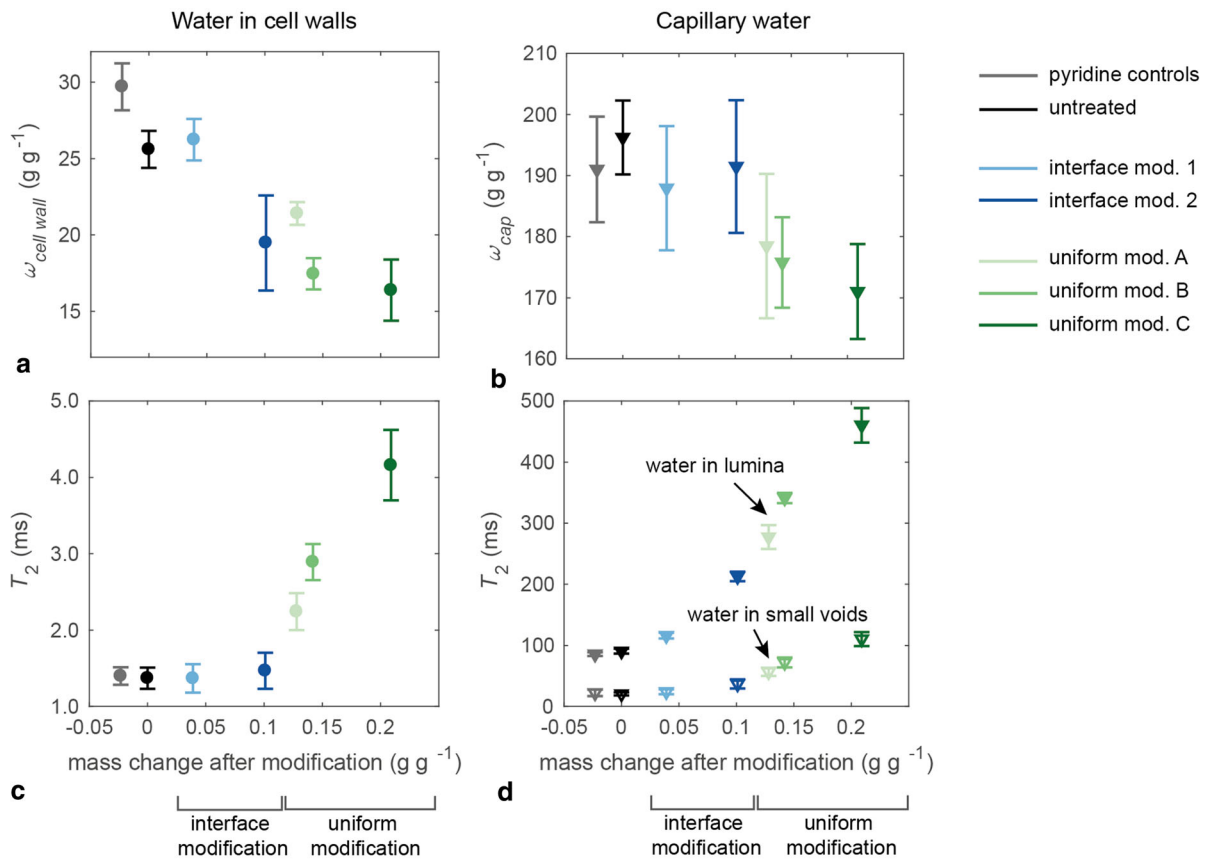 Water in cell walls
Capillary water
30
25
20
15
ω cell wall (g g⁻¹)
a
210
200
190
180
170
160
ω cap (g g⁻¹)
b
pyridine controls
untreated
interface mod. 1
interface mod. 2
uniform mod. A
uniform mod. B
uniform mod. C
5.0
4.0
3.0
2.0
1.0
T₂ (ms)
-0.05 0 0.05 0.1 0.15 0.2
mass change after modification (g g⁻¹)
c
interface
modification
uniform
modification
500
400
300
200
100
0
T₂ (ms)
water in lumina
water in small voids
-0.05 0 0.05 0.1 0.15 0.2
mass change after modification (g g⁻¹)
d
interface
modification
uniform
modification